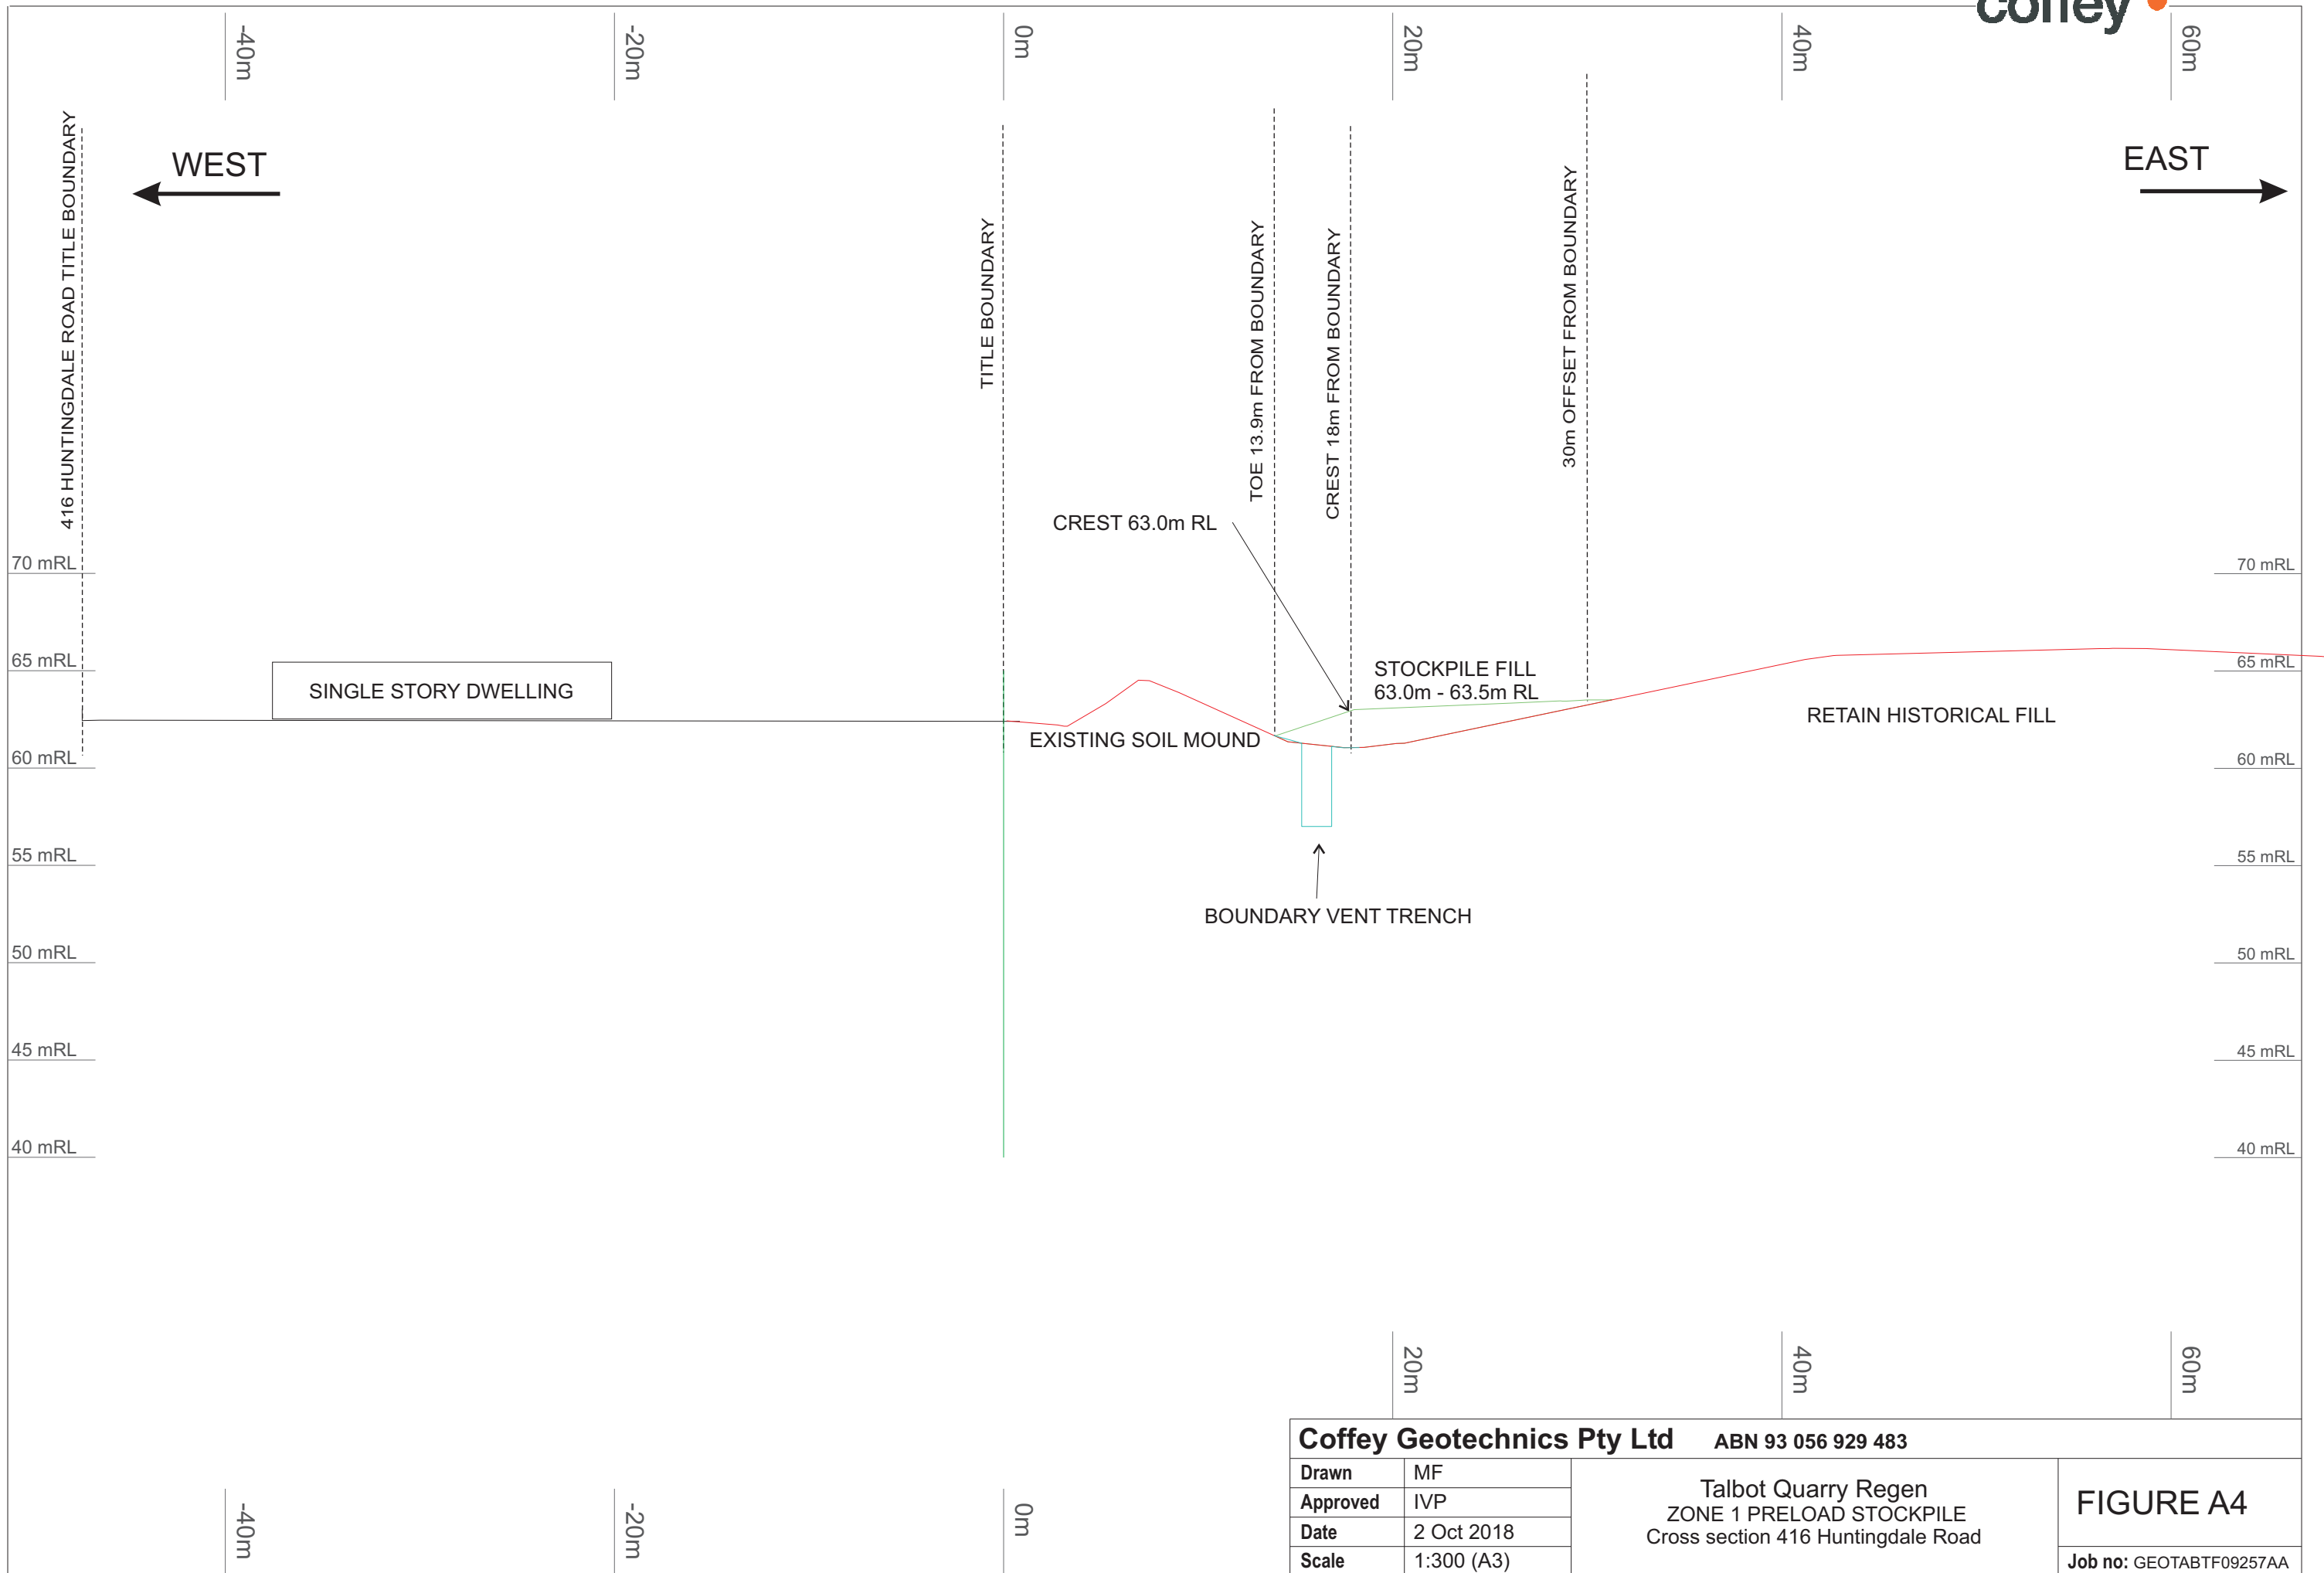 coffey
-40m
-20m
0m
20m
40m
60m
WEST
EAST
416 HUNTINGDALE ROAD TITLE BOUNDARY
TITLE BOUNDARY
TOE 13.9m FROM BOUNDARY
CREST 18m FROM BOUNDARY
30m OFFSET FROM BOUNDARY
CREST 63.0m RL
70 mRL
70 mRL
65 mRL
65 mRL
SINGLE STORY DWELLING
STOCKPILE FILL
63.0m - 63.5m RL
RETAIN HISTORICAL FILL
EXISTING SOIL MOUND
60 mRL
60 mRL
55 mRL
55 mRL
BOUNDARY VENT TRENCH
50 mRL
50 mRL
45 mRL
45 mRL
40 mRL
40 mRL
20m
40m
60m
-40m
-20m
0m
Coffey Geotechnics Pty Ltd ABN 93 056 929 483
Drawn MF
Approved IVP
Date 2 Oct 2018
Scale 1:300 (A3)
Talbot Quarry Regen
ZONE 1 PRELOAD STOCKPILE
Cross section 416 Huntingdale Road
FIGURE A4
Job no: GEOTABTF09257AA